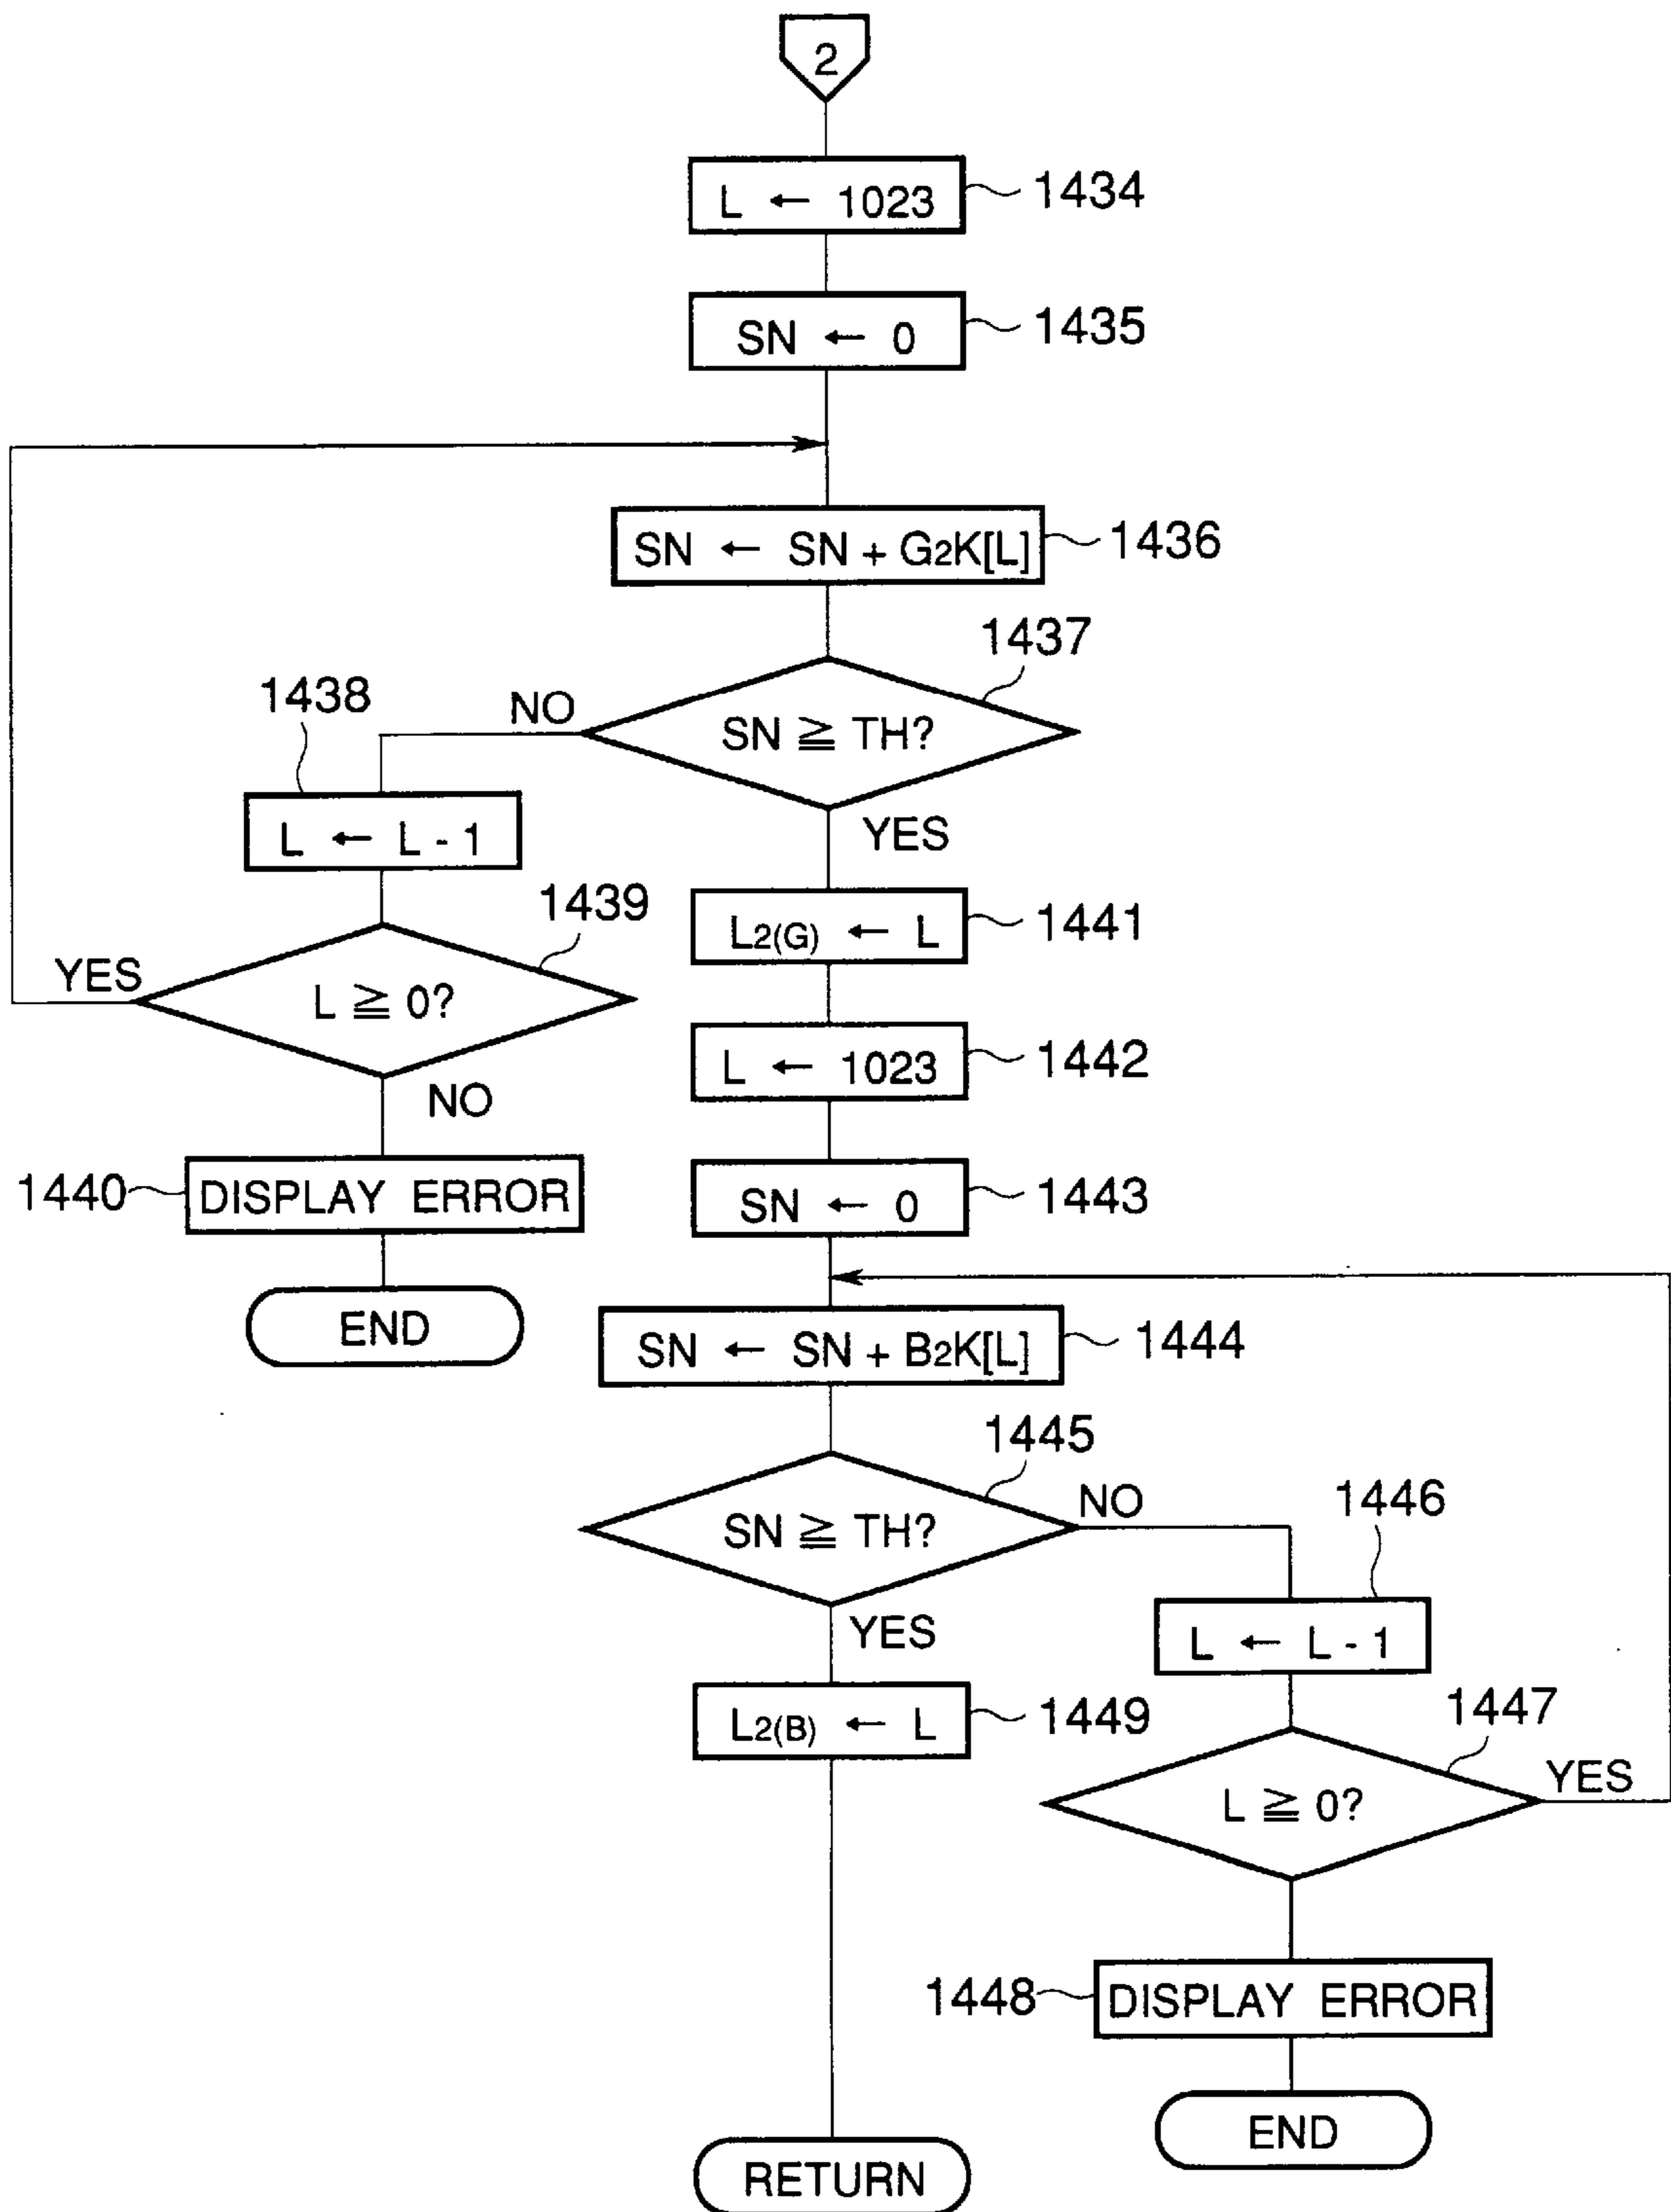 2
L ← 1023
1434
SN ← 0
1435
SN ← SN + G2K[L]
1436
1437
SN ≧ TH?
NO
YES
1438
L ← L - 1
1439
L ≧ 0?
YES
NO
1440
DISPLAY ERROR
END
L2(G) ← L
1441
L ← 1023
1442
SN ← 0
1443
SN ← SN + B2K[L]
1444
1445
SN ≧ TH?
NO
YES
1446
L ← L - 1
1447
L ≧ 0?
YES
L2(B) ← L
1449
1448
DISPLAY ERROR
END
RETURN